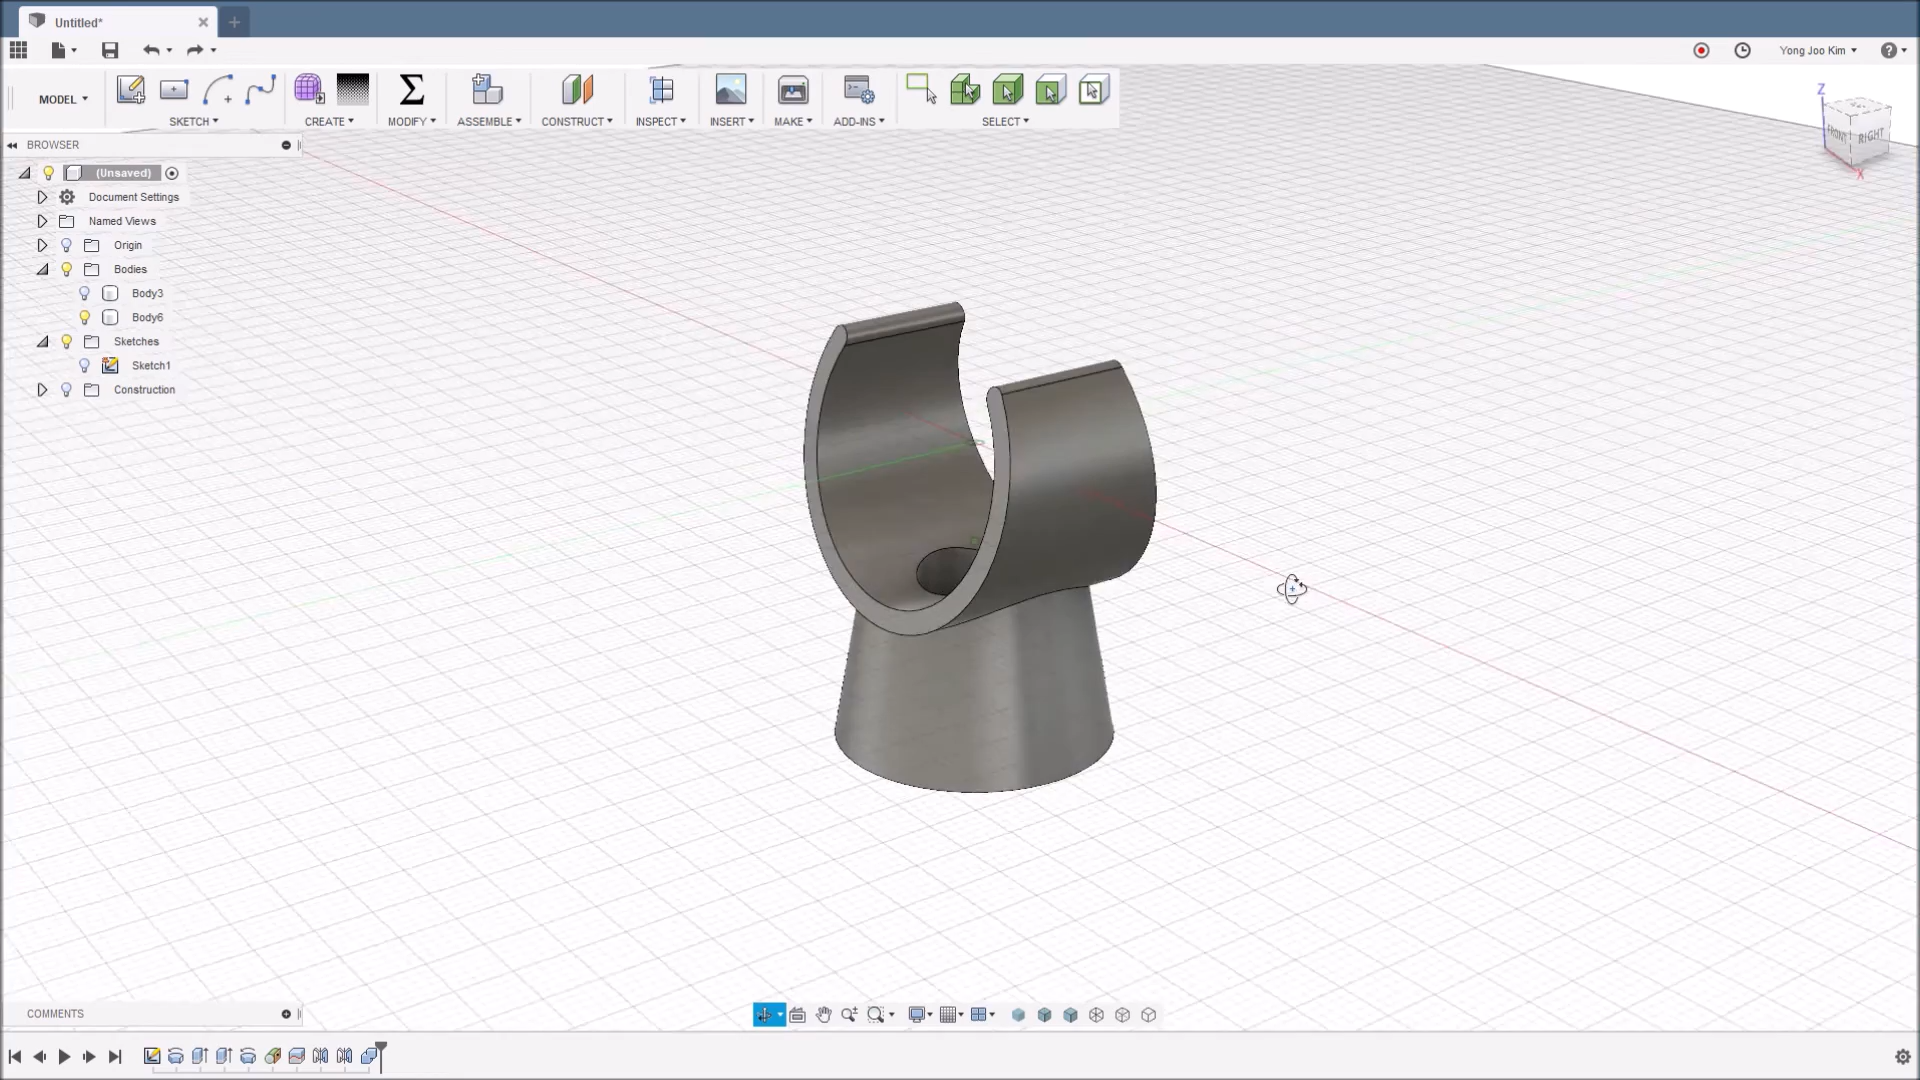 Untitled*
Yong Joo Kim
MODEL
SKETCH
CREATE
MODIFY
ASSEMBLE
CONSTRUCT
INSPECT
INSERT
MAKE
ADD-INS
SELECT
BROWSER
(Unsaved)
Document Settings
Named Views
Origin
Bodies
Body3
Body6
Sketches
Sketch1
Construction
Z
FRONT
RIGHT
X
COMMENTS